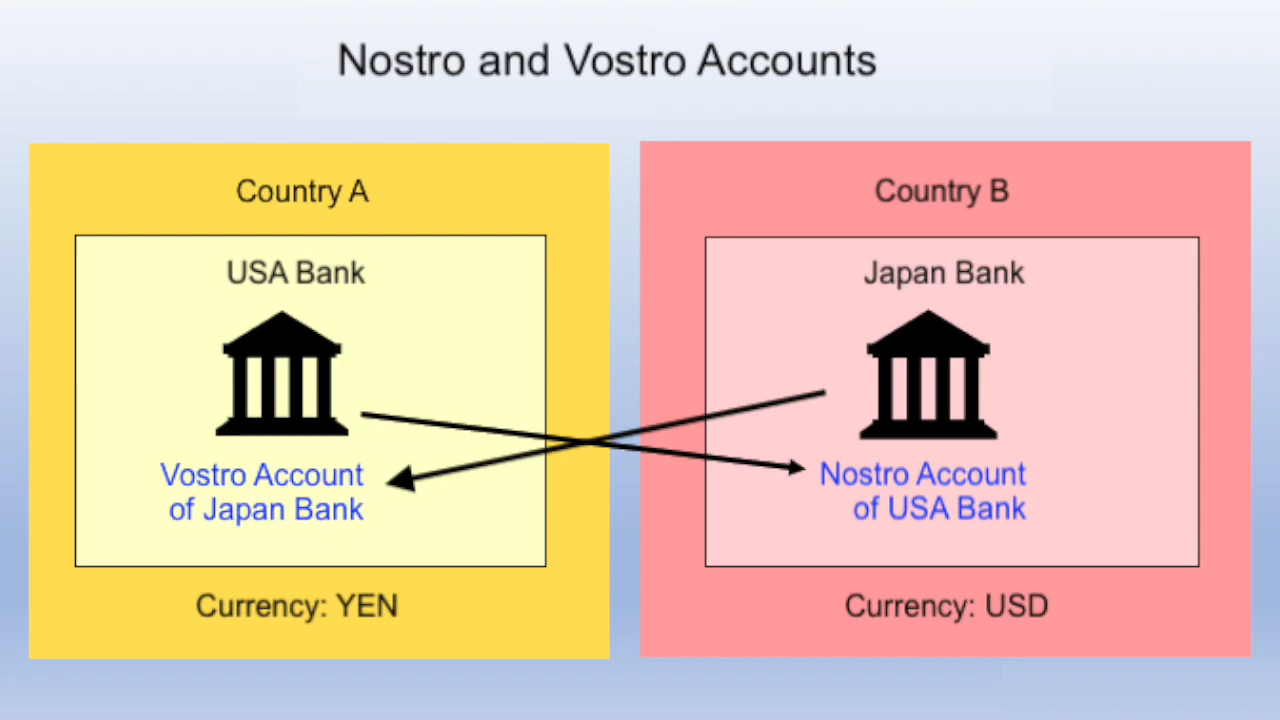 Nostro and Vostro Accounts
Country A
USA Bank
Vostro Account
of Japan Bank
Currency: YEN
Country B
Japan Bank
Nostro Account
of USA Bank
Currency: USD